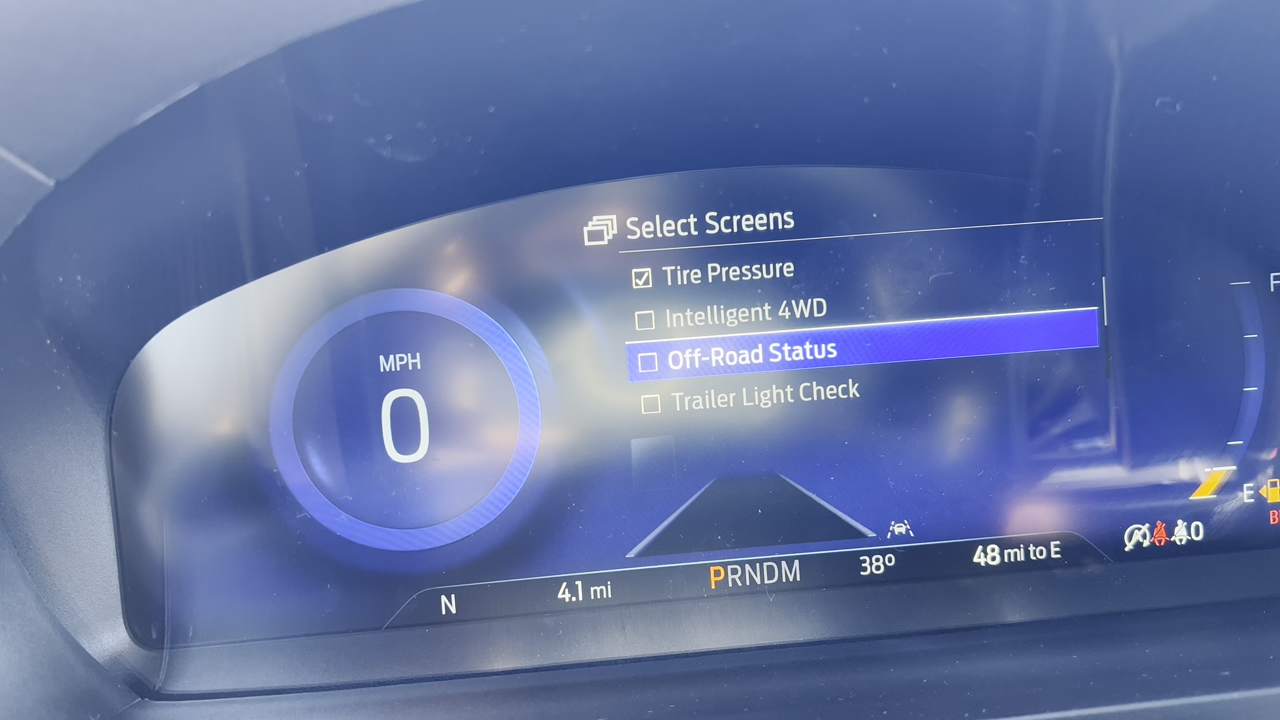 Select Screens
Tire Pressure
Intelligent 4WD
Off-Road Status
Trailer Light Check
MPH
0
F
E
N
4.1 mi
PRNDM
38º
48 mi to E
0